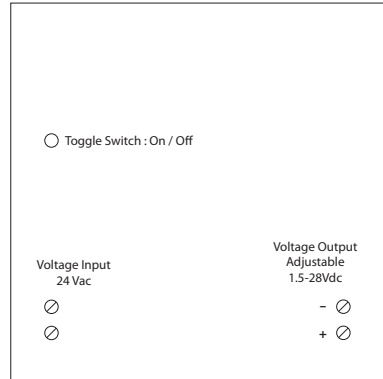 Toggle Switch : On / Off
Voltage Output
Adjustable
1.5-28Vdc
Voltage Input
24 Vac
-
+